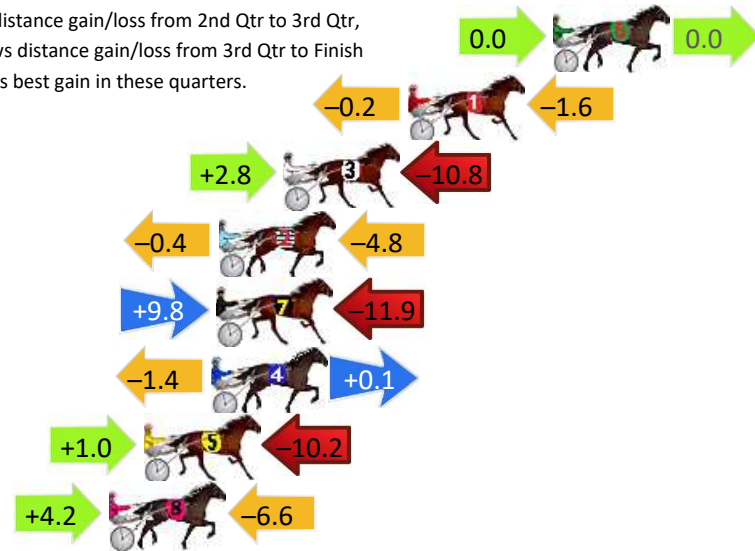 distance gain/loss from 2nd Qtr to 3rd Qtr,
ws distance gain/loss from 3rd Qtr to Finish
s best gain in these quarters.
0.0 6 0.0
–0.2 1 –1.6
+2.8 3 –10.8
–0.4 2 –4.8
+9.8 7 –11.9
–1.4 4 +0.1
+1.0 5 –10.2
+4.2 8 –6.6